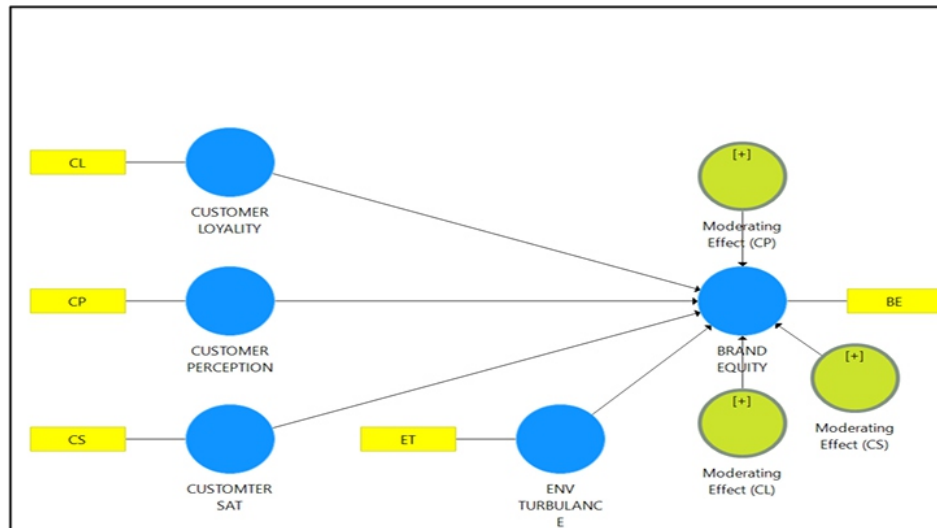 [+]
CL
CUSTOMER
LOYALITY
Moderating
Effect (CP)
CP
BE
CUSTOMER
PERCEPTION
BRAND
EQUITY
[+]
Moderating
Effect (CS)
[+]
CS
ET
CUSTOMTER
SAT
ENV
TURBULANC
E
Moderating
Effect (CL)